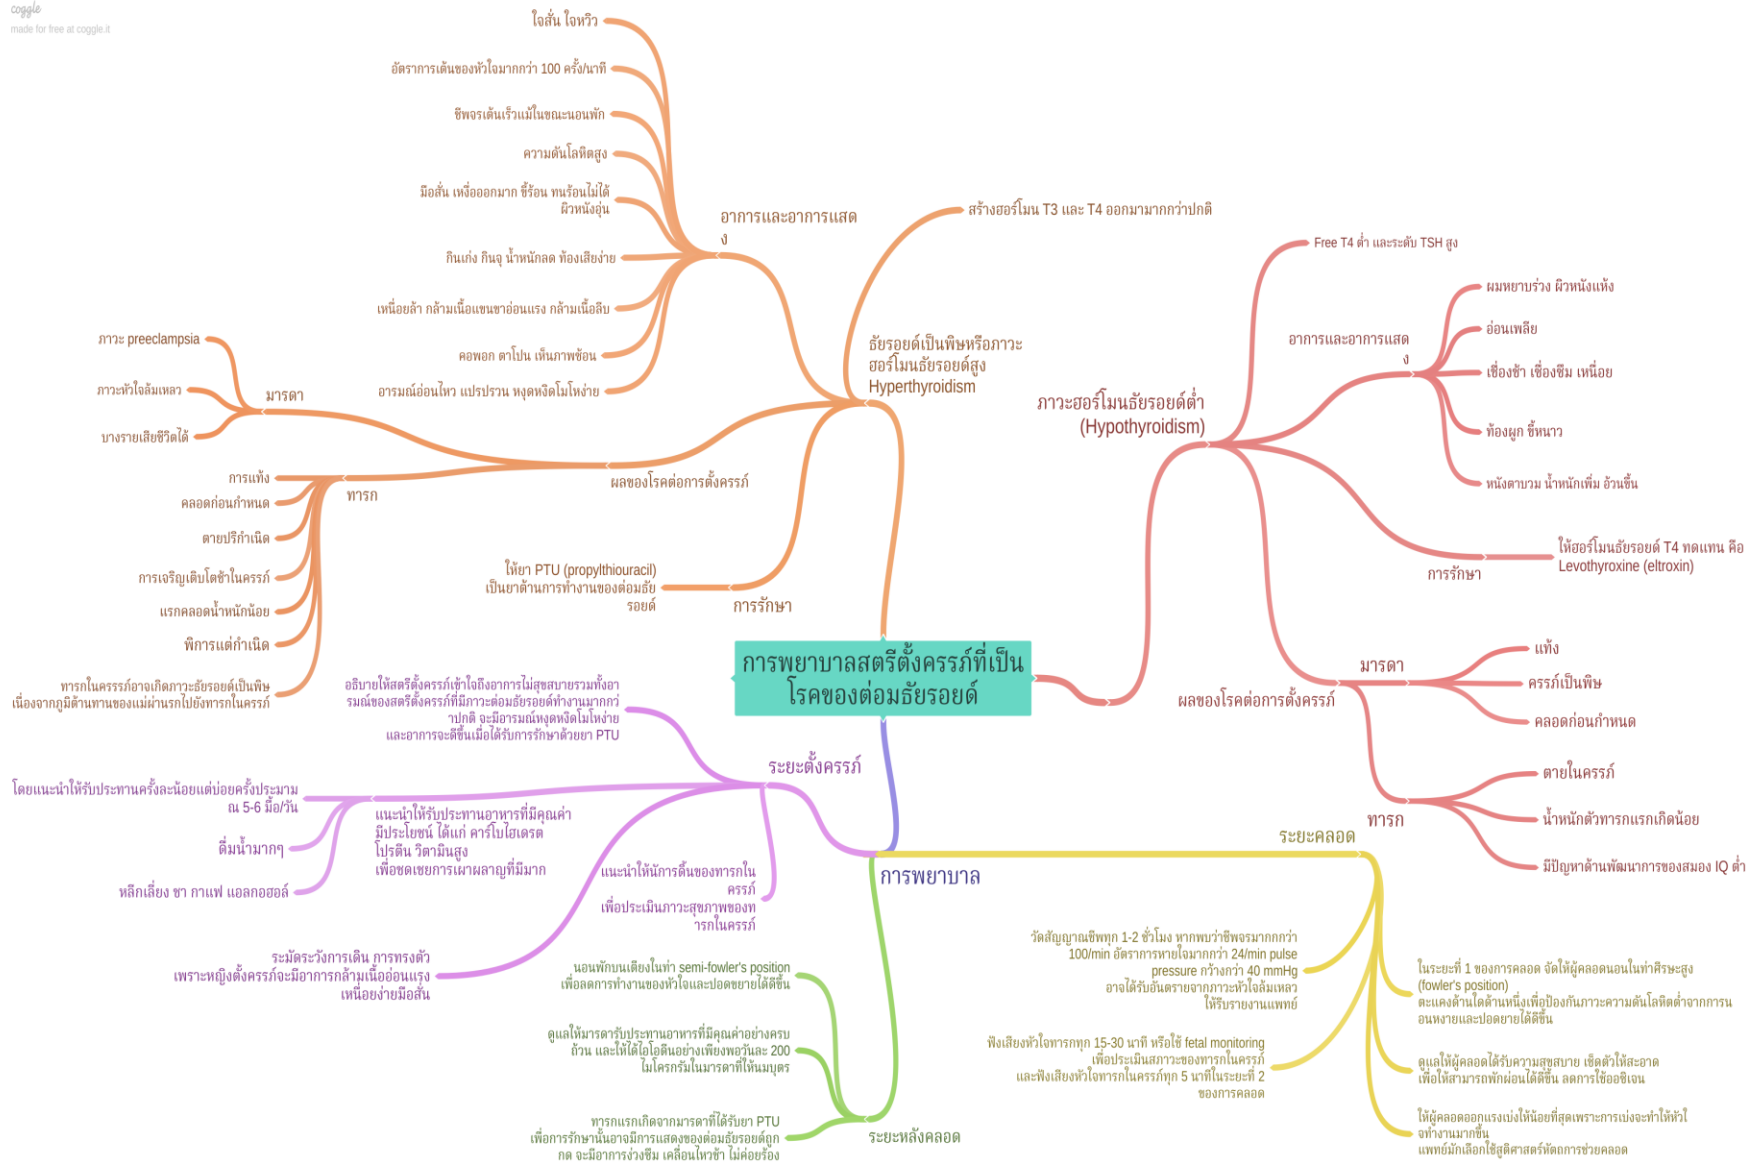 coggle
made for free at coggle.it
ใจสั่น ใจหวิว
อัตราการเต้นของหัวใจมากกว่า 100 ครั้ง/นาที
ชีพจรเต้นเร็วแม้ในขณะนอนพัก
ความดันโลหิตสูง
มือสั่น เหงื่อออกมาก ขี้ร้อน ทนร้อนไม่ได้
ผิวหนังอุ่น
กินเก่ง กินจุ น้ำหนักลด ท้องเสียง่าย
เหนื่อยล้า กล้ามเนื้อแขนขาอ่อนแรง กล้ามเนื้อลีบ
คอพอก ตาโปน เห็นภาพซ้อน
อารมณ์อ่อนไหว แปรปรวน หงุดหงิดโมโหง่าย
อาการและอาการแสด
ง
สร้างฮอร์โมน T3 และ T4 ออกมามากกว่าปกติ
ธัยรอยด์เป็นพิษหรือภาวะ
ฮอร์โมนธัยรอยด์สูง
Hyperthyroidism
ภาวะ preeclampsia
ภาวะหัวใจล้มเหลว
บางรายเสียชีวิตได้
มารดา
ผลของโรคต่อการตั้งครรภ์
การแท้ง
คลอดก่อนกำหนด
ตายปริกำเนิด
การเจริญเติบโตช้าในครรภ์
แรกคลอดน้ำหนักน้อย
พิการแต่กำเนิด
ทารกในครรรภ์อาจเกิดภาวะธัยรอยด์เป็นพิษ
เนื่องจากภูมิต้านทานของแม่ผ่านรกไปยังทารกในครรภ์
ทารก
ให้ยา PTU (propylthiouracil)
เป็นยาต้านการทำงานของต่อมธัย
รอยด์
การรักษา
การพยาบาลสตรีตั้งครรภ์ที่เป็น
โรคของต่อมธัยรอยด์
ภาวะฮอร์โมนธัยรอยด์ต่ำ
(Hypothyroidism)
Free T4 ต่ำ และระดับ TSH สูง
อาการและอาการแสด
ง
ผมหยาบร่วง ผิวหนังแห้ง
อ่อนเพลีย
เชื่องช้า เชื่องซึม เหนื่อย
ท้องผูก ขี้หนาว
หนังตาบวม น้ำหนักเพิ่ม อ้วนขึ้น
การรักษา
ให้ฮอร์โมนธัยรอยด์ T4 ทดแทน คือ
Levothyroxine (eltroxin)
ผลของโรคต่อการตั้งครรภ์
มารดา
แท้ง
ครรภ์เป็นพิษ
คลอดก่อนกำหนด
ทารก
ตายในครรภ์
น้ำหนักตัวทารกแรกเกิดน้อย
มีปัญหาด้านพัฒนาการของสมอง IQ ต่ำ
การพยาบาล
ระยะตั้งครรภ์
อธิบายให้สตรีตั้งครรภ์เข้าใจถึงอาการไม่สุขสบายรวมทั้งอา
รมณ์ของสตรีตั้งครรภ์ที่มีภาวะต่อมธัยรอยด์ทำงานมากกว่
าปกติ จะมีอารมณ์หงุดหงิดโมโหง่าย
และอาการจะดีขึ้นเมื่อได้รับการรักษาด้วยยา PTU
แนะนำให้รับประทานอาหารที่มีคุณค่า
มีประโยชน์ ได้แก่ คาร์โบไฮเดรต
โปรตีน วิตามินสูง
เพื่อชดเชยการเผาผลาญที่มีมาก
โดยแนะนำให้รับประทานครั้งละน้อยแต่บ่อยครั้งประมาม
ณ 5-6 มื้อ/วัน
ดื่มน้ำมากๆ
หลีกเลี่ยง ชา กาแฟ แอลกอฮอล์
แนะนำให้นักการดิ้นของทารกใน
ครรภ์
เพื่อประเมินภาวะสุขภาพของท
ารกในครรภ์
ระมัดระวังการเดิน การทรงตัว
เพราะหญิงตั้งครรภ์จะมีอาการกล้ามเนื้ออ่อนแรง
เหนื่อยง่ายมือสั่น
ระยะคลอด
วัดสัญญาณชีพทุก 1-2 ชั่วโมง หากพบว่าชีพจรมากกกว่า
100/min อัตราการหายใจมากกว่า 24/min pulse
pressure กว้างกว่า 40 mmHg
อาจได้รับอันตรายจากภาวะหัวใจล้มเหลว
ให้รีบรายงานแพทย์
ฟังเสียงหัวใจทารกทุก 15-30 นาที หรือใช้ fetal monitoring
เพื่อประเมินสภาวะของทารกในครรภ์
และฟังเสียงหัวใจทารกในครรภ์ทุก 5 นาทีในระยะที่ 2
ของการคลอด
ในระยะที่ 1 ของการคลอด จัดให้ผู้คลอดนอนในท่าศีรษะสูง
(fowler's position)
ตะแคงด้านใดด้านหนึ่งเพื่อป้องกันภาวะความดันโลหิตต่ำจากการน
อนหงายและปอดยายได้ดีขึ้น
ดูแลให้ผู้คลอดได้รับความสุขสบาย เช็ดตัวให้สะอาด
เพื่อให้สามารถพักผ่อนได้ดีขึ้น ลดการใช้ออซิเจน
ให้ผู้คลอดออกแรงเบ่งให้น้อยที่สุดเพราะการเบ่งจะทำให้หัวใ
จทำงานมากขึ้น
แพทย์มักเลือกใช้สูติศาสตร์หัตถการช่วยคลอด
ระยะหลังคลอด
นอนพักบนเตียงในท่า semi-fowler's position
เพื่อลดการทำงานของหัวใจและปอดขยายได้ดีขึ้น
ดูแลให้มารดารับประทานอาหารที่มีคุณค่าอย่างครบ
ถ้วน และให้ได้ไอโอดีนอย่างเพียงพอวันละ 200
ไมโครกรัมในมารดาที่ให้นมบุตร
ทารกแรกเกิดจากมารดาที่ได้รับยา PTU
เพื่อการรักษานั้นอาจมีการแสดงของต่อมธัยรอยด์ถูก
กด จะมีอาการง่วงซึม เคลื่อนไหวช้า ไม่ค่อยร้อง